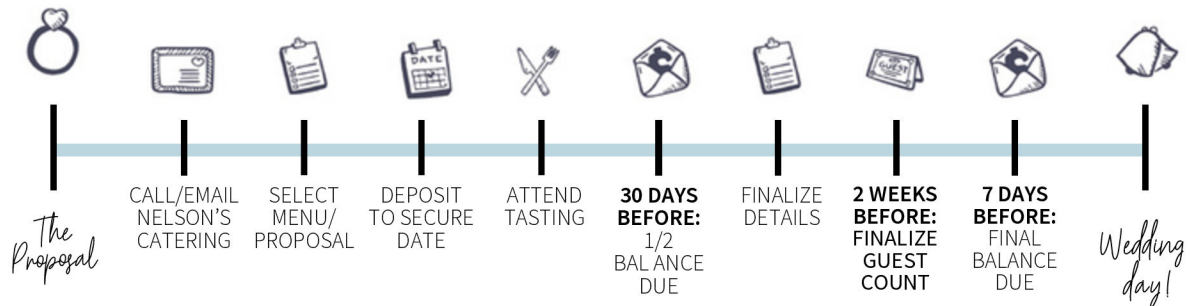 DATE
GUEST
The
Proposal
CALL/EMAIL
NELSON'S
CATERING
SELECT
MENU/
PROPOSAL
DEPOSIT
TO SECURE
DATE
ATTEND
TASTING
30 DAYS
BEFORE:
1/2
BALANCE
DUE
FINALIZE
DETAILS
2 WEEKS
BEFORE:
FINALIZE
GUEST
COUNT
7 DAYS
BEFORE:
FINAL
BALANCE
DUE
Wedding
day!